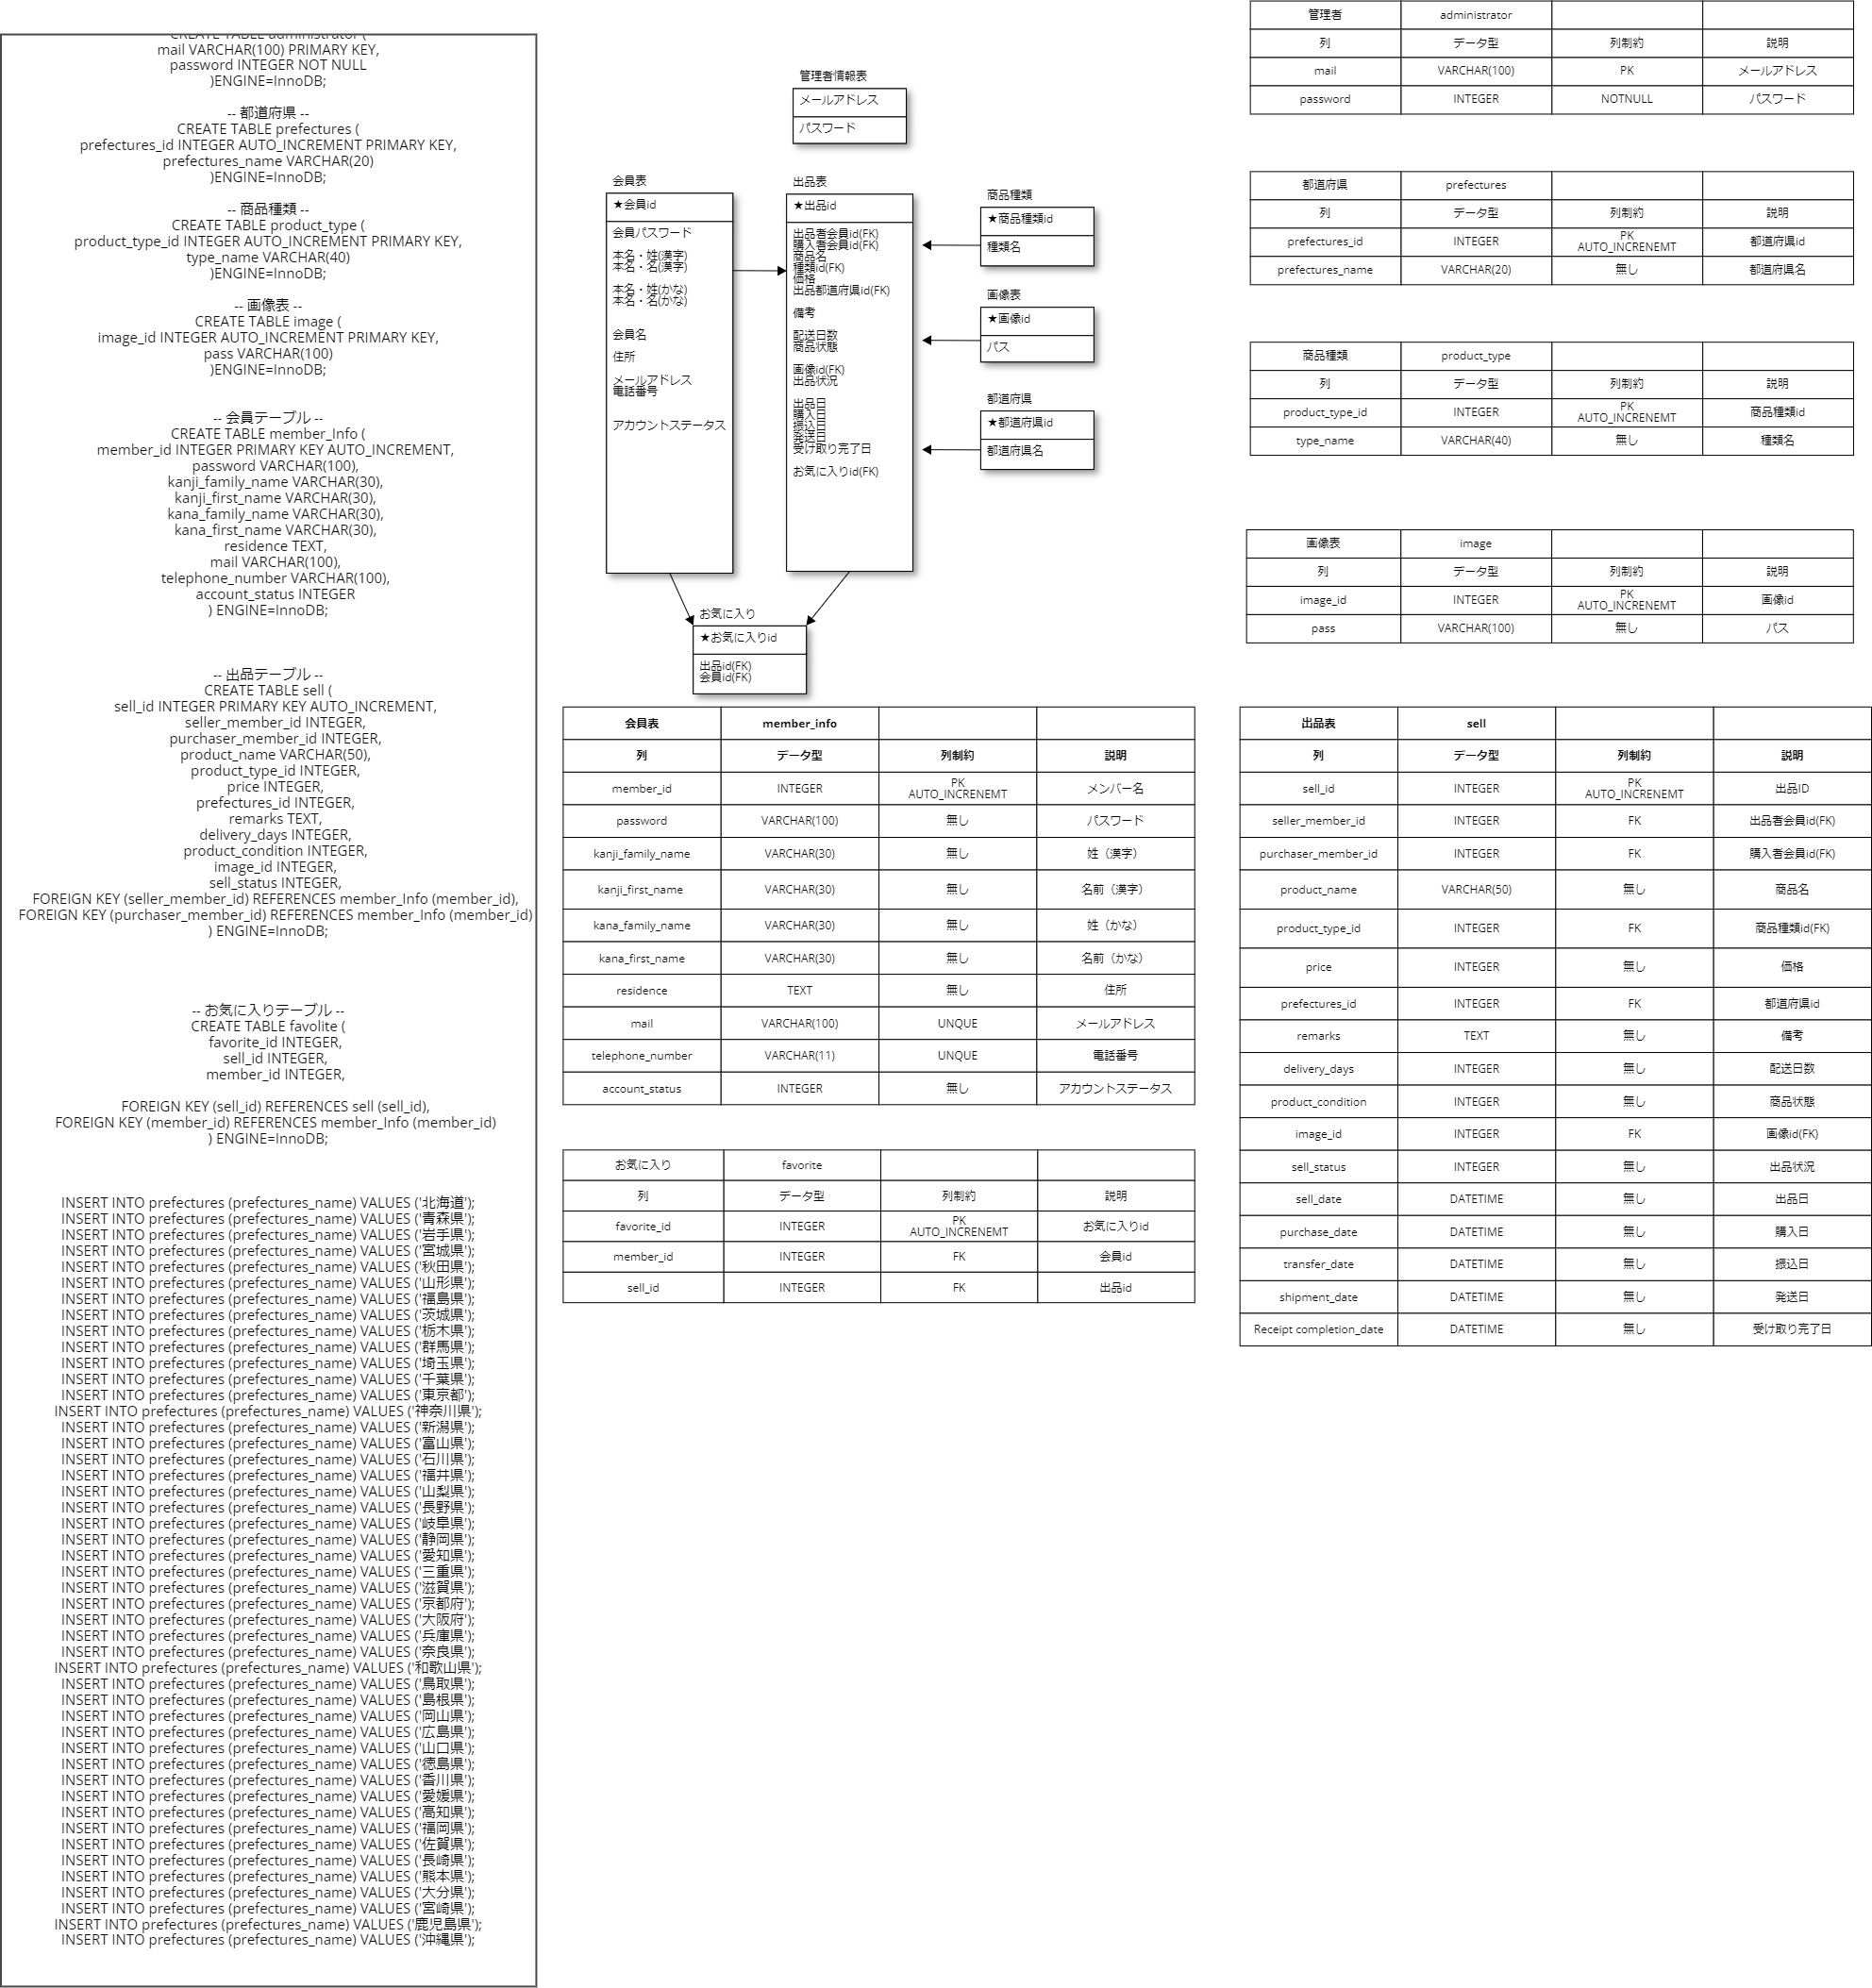 CREATE TABLE administrator (
mail VARCHAR(100) PRIMARY KEY,
password INTEGER NOT NULL
)ENGINE=InnoDB;
-- 都道府県 --
CREATE TABLE prefectures (
prefectures_id INTEGER AUTO_INCREMENT PRIMARY KEY,
prefectures_name VARCHAR(20)
)ENGINE=InnoDB;
-- 商品種類 --
CREATE TABLE product_type (
product_type_id INTEGER AUTO_INCREMENT PRIMARY KEY,
type_name VARCHAR(40)
)ENGINE=InnoDB;
-- 画像表 --
CREATE TABLE image (
image_id INTEGER AUTO_INCREMENT PRIMARY KEY,
pass VARCHAR(100)
)ENGINE=InnoDB;
-- 会員テーブル --
CREATE TABLE member_Info (
member_id INTEGER PRIMARY KEY AUTO_INCREMENT,
password VARCHAR(100),
kanji_family_name VARCHAR(30),
kanji_first_name VARCHAR(30),
kana_family_name VARCHAR(30),
kana_first_name VARCHAR(30),
residence TEXT,
mail VARCHAR(100),
telephone_number VARCHAR(100),
account_status INTEGER
) ENGINE=InnoDB;
-- 出品テーブル --
CREATE TABLE sell (
sell_id INTEGER PRIMARY KEY AUTO_INCREMENT,
seller_member_id INTEGER,
purchaser_member_id INTEGER,
product_name VARCHAR(50),
product_type_id INTEGER,
price INTEGER,
prefectures_id INTEGER,
remarks TEXT,
delivery_days INTEGER,
product_condition INTEGER,
image_id INTEGER,
sell_status INTEGER,
FOREIGN KEY (seller_member_id) REFERENCES member_Info (member_id),
FOREIGN KEY (purchaser_member_id) REFERENCES member_Info (member_id)
) ENGINE=InnoDB;
-- お気に入りテーブル --
CREATE TABLE favolite (
favorite_id INTEGER,
sell_id INTEGER,
member_id INTEGER,
FOREIGN KEY (sell_id) REFERENCES sell (sell_id),
FOREIGN KEY (member_id) REFERENCES member_Info (member_id)
) ENGINE=InnoDB;
INSERT INTO prefectures (prefectures_name) VALUES ('北海道');
INSERT INTO prefectures (prefectures_name) VALUES ('青森県');
INSERT INTO prefectures (prefectures_name) VALUES ('岩手県');
INSERT INTO prefectures (prefectures_name) VALUES ('宮城県');
INSERT INTO prefectures (prefectures_name) VALUES ('秋田県');
INSERT INTO prefectures (prefectures_name) VALUES ('山形県');
INSERT INTO prefectures (prefectures_name) VALUES ('福島県');
INSERT INTO prefectures (prefectures_name) VALUES ('茨城県');
INSERT INTO prefectures (prefectures_name) VALUES ('栃木県');
INSERT INTO prefectures (prefectures_name) VALUES ('群馬県');
INSERT INTO prefectures (prefectures_name) VALUES ('埼玉県');
INSERT INTO prefectures (prefectures_name) VALUES ('千葉県');
INSERT INTO prefectures (prefectures_name) VALUES ('東京都');
INSERT INTO prefectures (prefectures_name) VALUES ('神奈川県');
INSERT INTO prefectures (prefectures_name) VALUES ('新潟県');
INSERT INTO prefectures (prefectures_name) VALUES ('富山県');
INSERT INTO prefectures (prefectures_name) VALUES ('石川県');
INSERT INTO prefectures (prefectures_name) VALUES ('福井県');
INSERT INTO prefectures (prefectures_name) VALUES ('山梨県');
INSERT INTO prefectures (prefectures_name) VALUES ('長野県');
INSERT INTO prefectures (prefectures_name) VALUES ('岐阜県');
INSERT INTO prefectures (prefectures_name) VALUES ('静岡県');
INSERT INTO prefectures (prefectures_name) VALUES ('愛知県');
INSERT INTO prefectures (prefectures_name) VALUES ('三重県');
INSERT INTO prefectures (prefectures_name) VALUES ('滋賀県');
INSERT INTO prefectures (prefectures_name) VALUES ('京都府');
INSERT INTO prefectures (prefectures_name) VALUES ('大阪府');
INSERT INTO prefectures (prefectures_name) VALUES ('兵庫県');
INSERT INTO prefectures (prefectures_name) VALUES ('奈良県');
INSERT INTO prefectures (prefectures_name) VALUES ('和歌山県');
INSERT INTO prefectures (prefectures_name) VALUES ('鳥取県');
INSERT INTO prefectures (prefectures_name) VALUES ('島根県');
INSERT INTO prefectures (prefectures_name) VALUES ('岡山県');
INSERT INTO prefectures (prefectures_name) VALUES ('広島県');
INSERT INTO prefectures (prefectures_name) VALUES ('山口県');
INSERT INTO prefectures (prefectures_name) VALUES ('徳島県');
INSERT INTO prefectures (prefectures_name) VALUES ('香川県');
INSERT INTO prefectures (prefectures_name) VALUES ('愛媛県');
INSERT INTO prefectures (prefectures_name) VALUES ('高知県');
INSERT INTO prefectures (prefectures_name) VALUES ('福岡県');
INSERT INTO prefectures (prefectures_name) VALUES ('佐賀県');
INSERT INTO prefectures (prefectures_name) VALUES ('長崎県');
INSERT INTO prefectures (prefectures_name) VALUES ('熊本県');
INSERT INTO prefectures (prefectures_name) VALUES ('大分県');
INSERT INTO prefectures (prefectures_name) VALUES ('宮崎県');
INSERT INTO prefectures (prefectures_name) VALUES ('鹿児島県');
INSERT INTO prefectures (prefectures_name) VALUES ('沖縄県');
管理者情報表
メールアドレス
パスワード
会員表
★会員id
会員パスワード
本名・姓(漢字)
本名・名(漢字)
本名・姓(かな)
本名・名(かな)
会員名
住所
メールアドレス
電話番号
アカウントステータス
出品表
★出品id
出品者会員id(FK)
購入者会員id(FK)
商品名
種類id(FK)
価格
出品都道府県id(FK)
備考
配送日数
商品状態
画像id(FK)
出品状況
出品日
購入日
振込日
発送日
受け取り完了日
お気に入りid(FK)
商品種類
★商品種類id
種類名
画像表
★画像id
パス
都道府県
★都道府県id
都道府県名
お気に入り
★お気に入りid
出品id(FK)
会員id(FK)
管理者 administrator
列 データ型 列制約 説明
mail VARCHAR(100) PK メールアドレス
password INTEGER NOTNULL パスワード
都道府県 prefectures
列 データ型 列制約 説明
prefectures_id INTEGER PK AUTO_INCRENEMT 都道府県id
prefectures_name VARCHAR(20) 無し 都道府県名
商品種類 product_type
列 データ型 列制約 説明
product_type_id INTEGER PK AUTO_INCRENEMT 商品種類id
type_name VARCHAR(40) 無し 種類名
画像表 image
列 データ型 列制約 説明
image_id INTEGER PK AUTO_INCRENEMT 画像id
pass VARCHAR(100) 無し パス
会員表 member_info
列 データ型 列制約 説明
member_id INTEGER PK AUTO_INCRENEMT メンバー名
password VARCHAR(100) 無し パスワード
kanji_family_name VARCHAR(30) 無し 姓（漢字）
kanji_first_name VARCHAR(30) 無し 名前（漢字）
kana_family_name VARCHAR(30) 無し 姓（かな）
kana_first_name VARCHAR(30) 無し 名前（かな）
residence TEXT 無し 住所
mail VARCHAR(100) UNQUE メールアドレス
telephone_number VARCHAR(11) UNQUE 電話番号
account_status INTEGER 無し アカウントステータス
お気に入り favorite
列 データ型 列制約 説明
favorite_id INTEGER PK AUTO_INCRENEMT お気に入りid
member_id INTEGER FK 会員id
sell_id INTEGER FK 出品id
出品表 sell
列 データ型 列制約 説明
sell_id INTEGER PK AUTO_INCRENEMT 出品ID
seller_member_id INTEGER FK 出品者会員id(FK)
purchaser_member_id INTEGER FK 購入者会員id(FK)
product_name VARCHAR(50) 無し 商品名
product_type_id INTEGER FK 商品種類id(FK)
price INTEGER 無し 価格
prefectures_id INTEGER FK 都道府県id
remarks TEXT 無し 備考
delivery_days INTEGER 無し 配送日数
product_condition INTEGER 無し 商品状態
image_id INTEGER FK 画像id(FK)
sell_status INTEGER 無し 出品状況
sell_date DATETIME 無し 出品日
purchase_date DATETIME 無し 購入日
transfer_date DATETIME 無し 振込日
shipment_date DATETIME 無し 発送日
Receipt completion_date DATETIME 無し 受け取り完了日